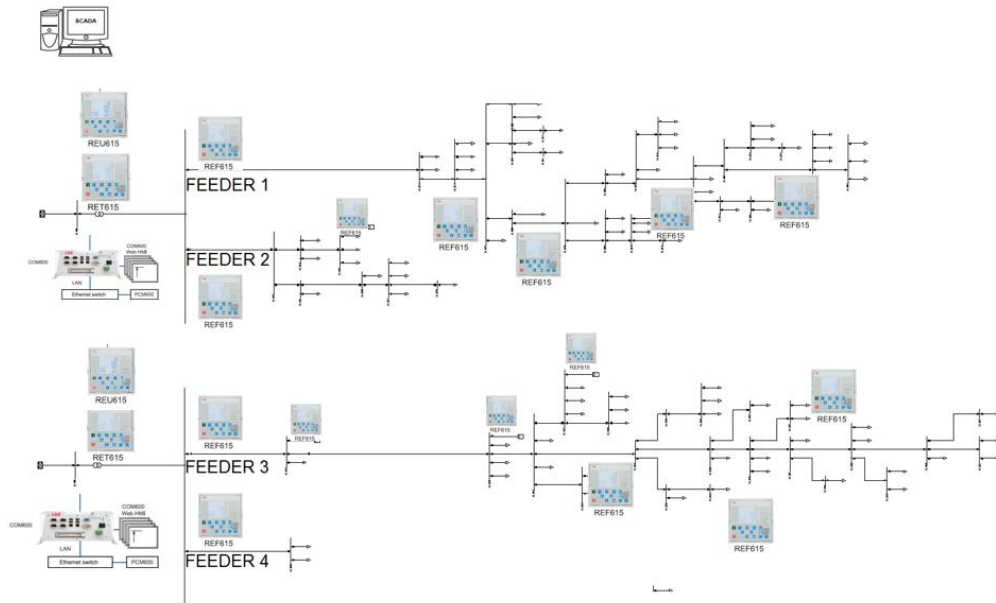 SCADA
REU615
REF615
FEEDER 1
RET615
REF615
REF615
REF615
REF615
REF615
FEEDER 2
COM600
COM600
Web HMI
LAN
Ethernet switch
PCM600
REF615
REU615
REF615
REF615
REF615
REF615
REF615
RET615
FEEDER 3
REF615
REF615
COM600
COM600
Web HMI
LAN
Ethernet switch
PCM600
REF615
FEEDER 4